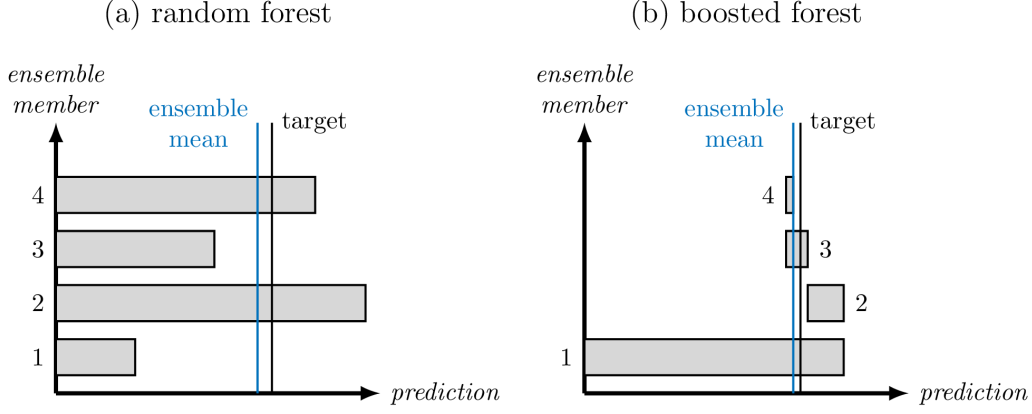 (a) random forest
ensemble
member
ensemble
mean
target
4
3
2
1
prediction
(b) boosted forest
ensemble
member
ensemble
mean
target
4
3
2
1
prediction